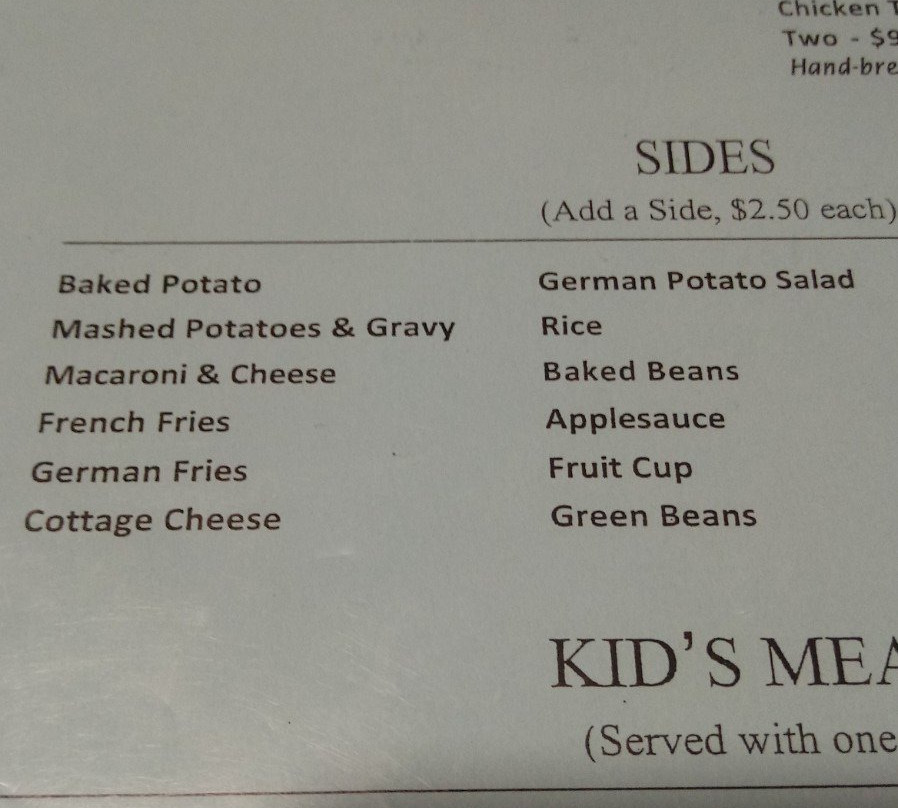 Chicken
Two - $9
Hand-bre
SIDES
(Add a Side, $2.50 each)
Baked Potato
Mashed Potatoes & Gravy
Macaroni & Cheese
French Fries
German Fries
Cottage Cheese
German Potato Salad
Rice
Baked Beans
Applesauce
Fruit Cup
Green Beans
KID'S MEA
(Served with one